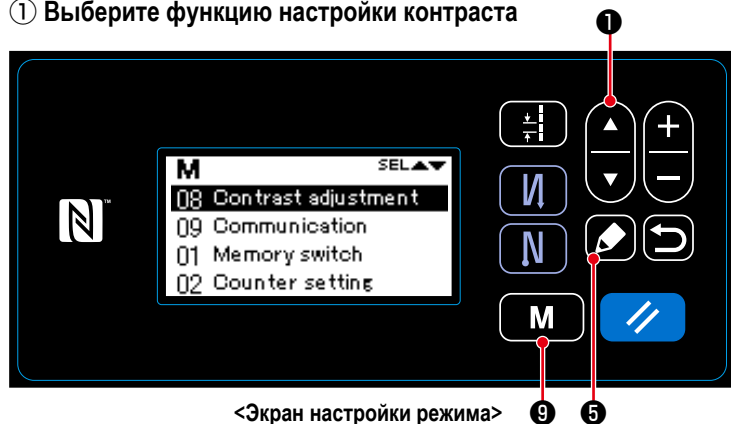 ① Выберите функцию настройки контраста
❶
M SEL▲▼
08 Contrast adjustment
09 Communication
01 Memory switch
02 Counter setting
N™
M
<Экран настройки режима>
❾ ❺